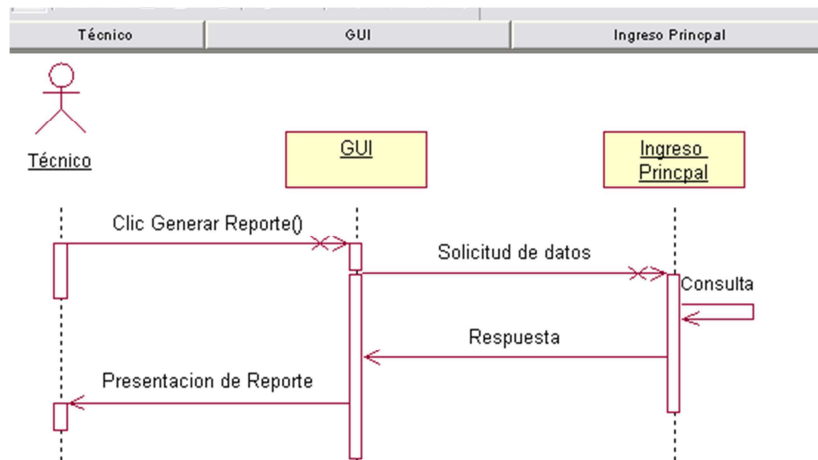 Técnico
GUI
Ingreso Princpal
Técnico
GUI
Ingreso
Princpal
Clic Generar Reporte()
Solicitud de datos
Consulta
Respuesta
Presentacion de Reporte